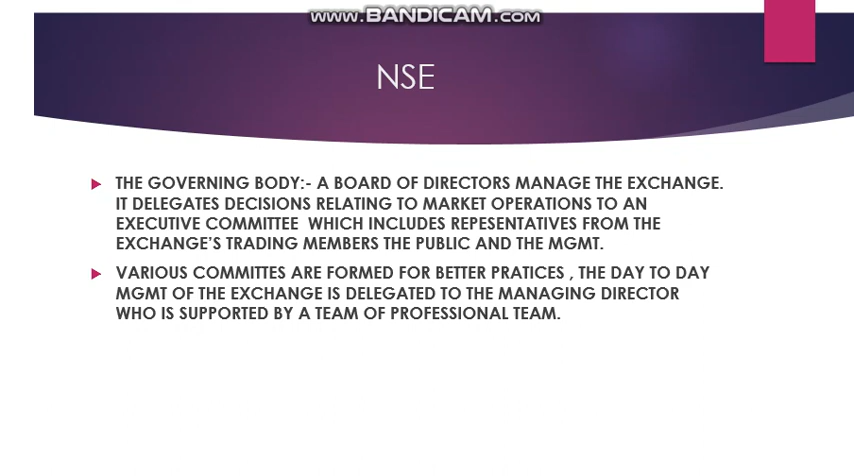 www.BANDICAM.com
NSE
THE GOVERNING BODY:- A BOARD OF DIRECTORS MANAGE THE EXCHANGE.
IT DELEGATES DECISIONS RELATING TO MARKET OPERATIONS TO AN
EXECUTIVE COMMITTEE WHICH INCLUDES REPESENTATIVES FROM THE
EXCHANGE'S TRADING MEMBERS THE PUBLIC AND THE MGMT.
VARIOUS COMMITTES ARE FORMED FOR BETTER PRATICES , THE DAY TO DAY
MGMT OF THE EXCHANGE IS DELEGATED TO THE MANAGING DIRECTOR
WHO IS SUPPORTED BY A TEAM OF PROFESSIONAL TEAM.